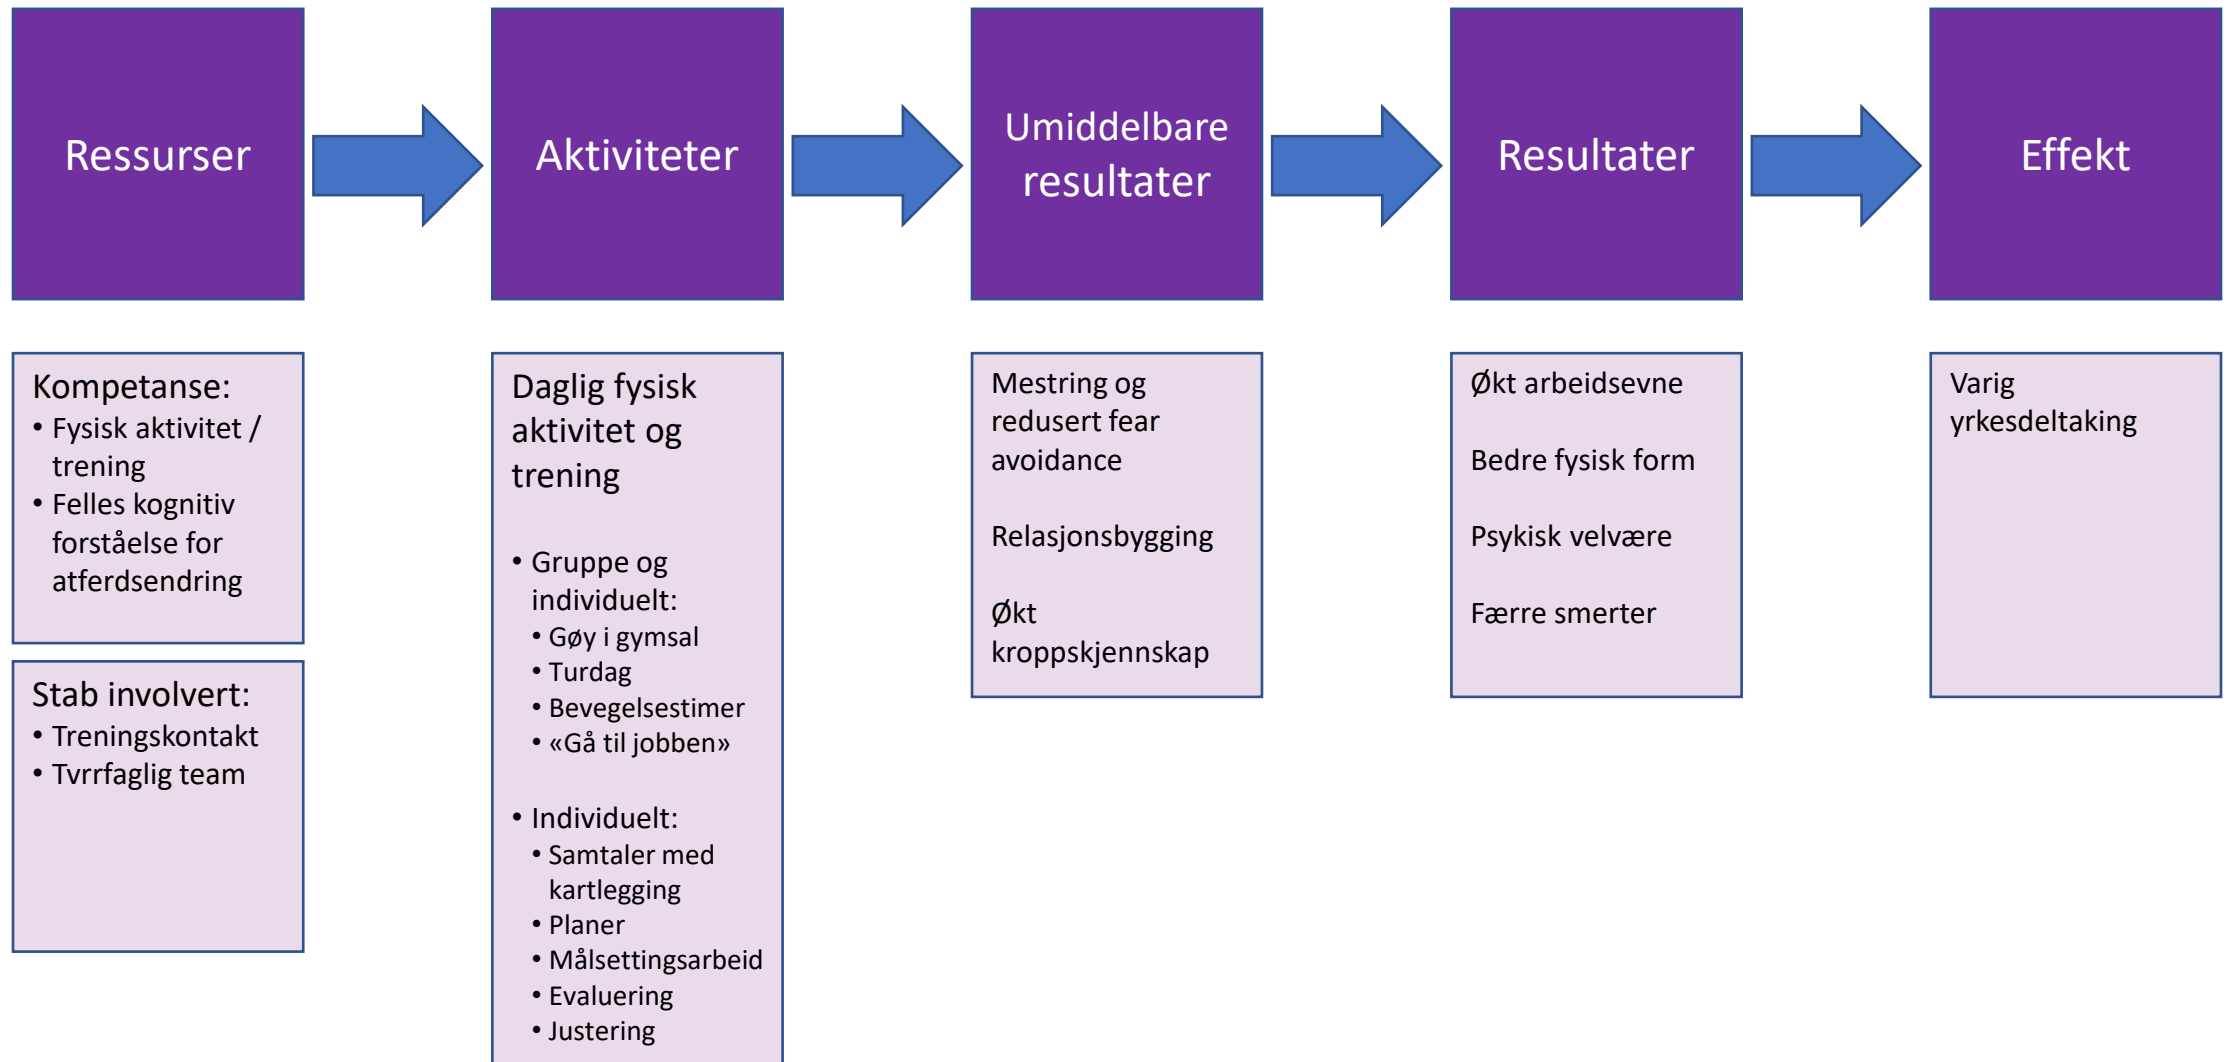 Ressurser
Aktiviteter
Umiddelbare
resultater
Resultater
Effekt
Kompetanse:
• Fysisk aktivitet /
trening
• Felles kognitiv
forståelse for
atferdsendring
Stab involvert:
• Treningskontakt
• Tvrrfaglig team
Daglig fysisk
aktivitet og
trening
• Gruppe og
individuelt:
• Gøy i gymsal
• Turdag
• Bevegelsestimer
• «Gå til jobben»
• Individuelt:
• Samtaler med
kartlegging
• Planer
• Målsettingsarbeid
• Evaluering
• Justering
Mestring og
redusert fear
avoidance
Relasjonsbygging
Økt
kroppskjennskap
Økt arbeidsevne
Bedre fysisk form
Psykisk velvære
Færre smerter
Varig
yrkesdeltaking